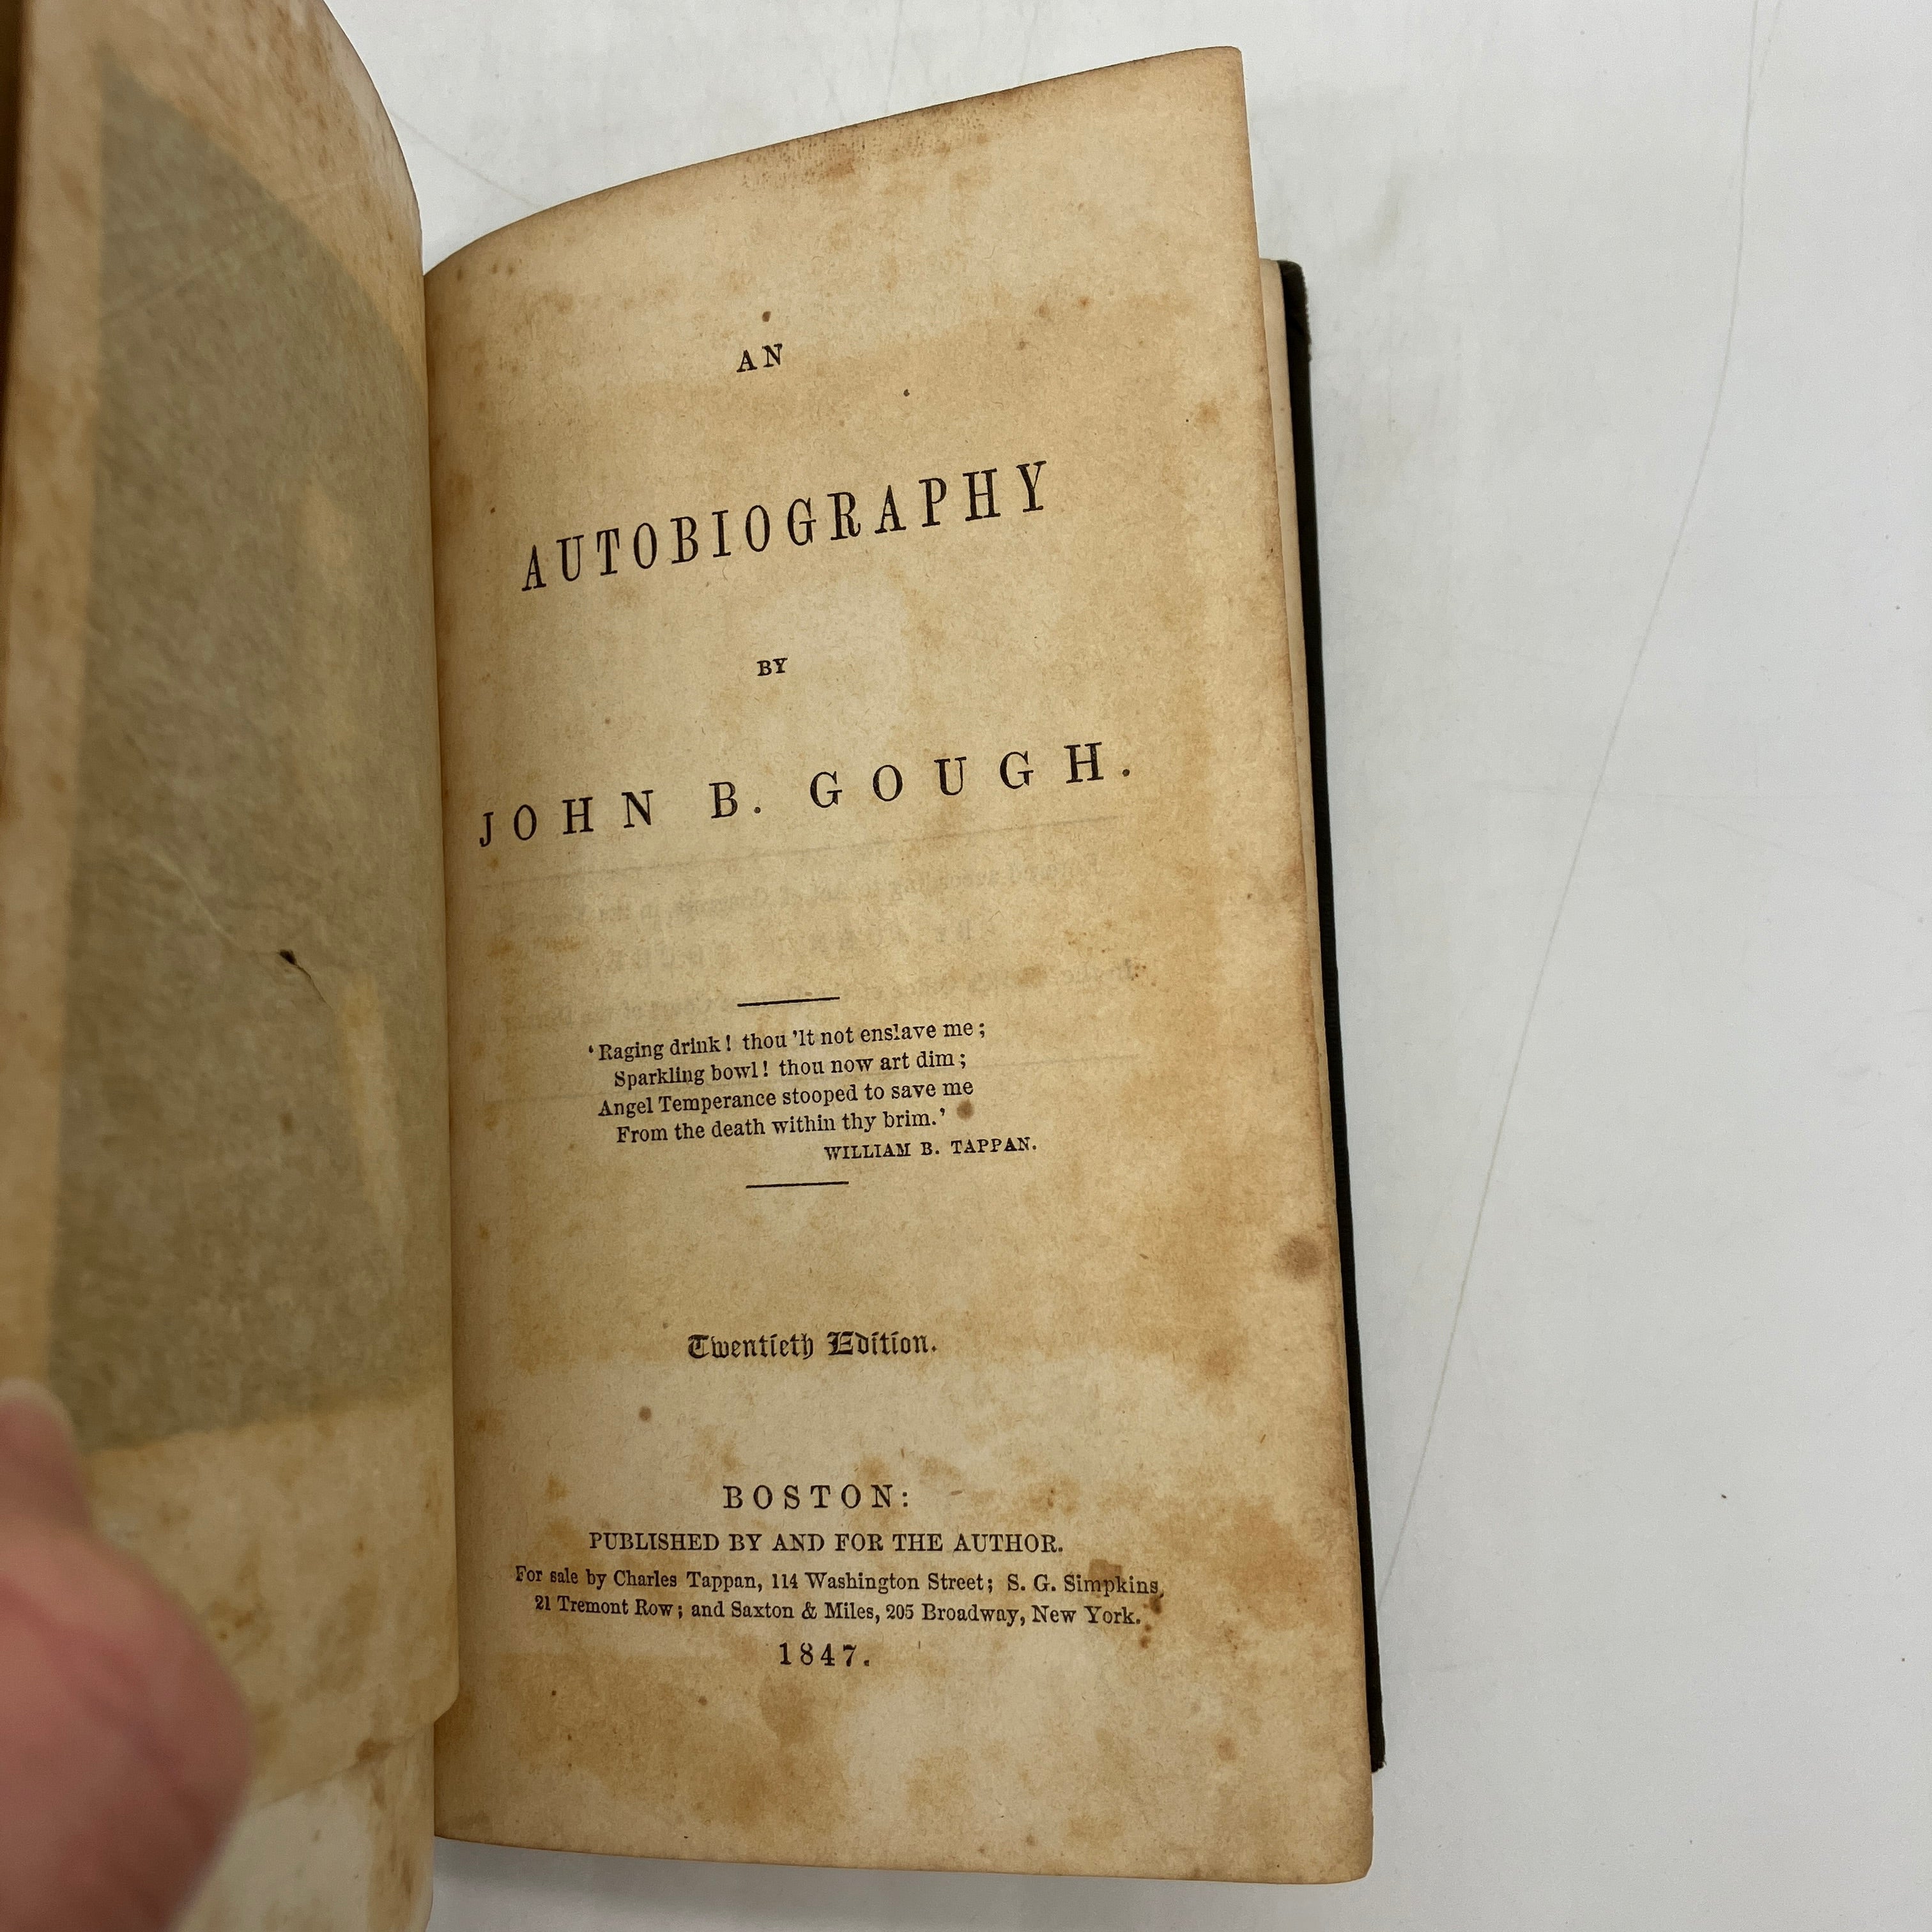 AN
AUTOBIOGRAPHY
BY
JOHN B. GOUGH.
‘Raging drink! thou ’lt not enslave me;
Sparkling bowl! thou now art dim;
Angel Temperance stooped to save me
From the death within thy brim.’
WILLIAM B. TAPPAN.
Twentieth Edition.
BOSTON:
PUBLISHED BY AND FOR THE AUTHOR.
For sale by Charles Tappan, 114 Washington Street; S. G. Simpkins,
21 Tremont Row; and Saxton & Miles, 205 Broadway, New York.
1847.